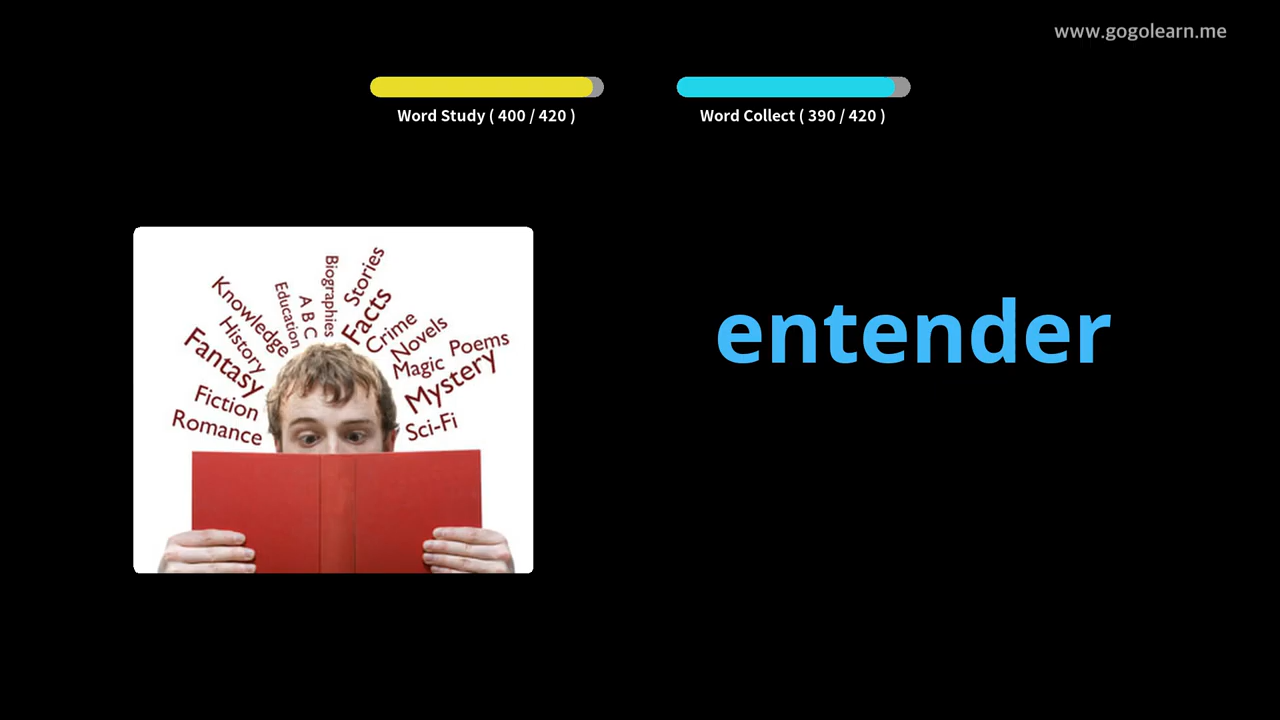 www.gogolearn.me
Word Study ( 400 / 420 )
Word Collect ( 390 / 420 )
entender
Biographies
Stories
Education
A B C
Facts
Knowledge
History
Crime
Novels
Poems
Fantasy
Magic
Mystery
Fiction
Romance
Sci-Fi